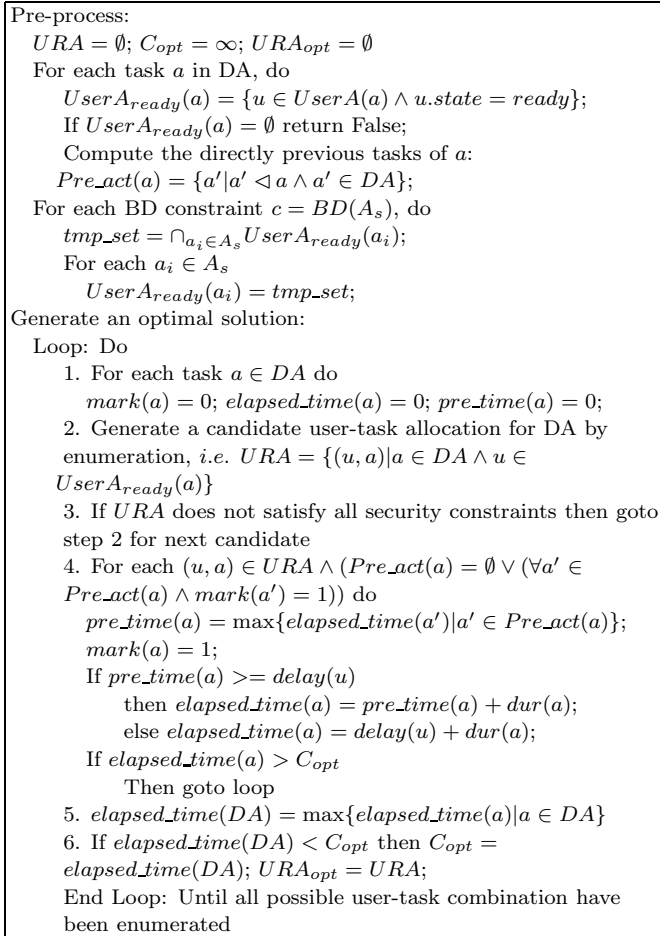 Pre-process:
URA = ∅; C_opt = ∞; URA_opt = ∅
For each task a in DA, do
UserA_ready(a) = {u ∈ UserA(a) ∧ u.state = ready};
If UserA_ready(a) = ∅ return False;
Compute the directly previous tasks of a:
Pre_act(a) = {a′|a′ ◁ a ∧ a′ ∈ DA};
For each BD constraint c = BD(A_s), do
tmp_set = ∩_{a_i∈A_s} UserA_ready(a_i);
For each a_i ∈ A_s
UserA_ready(a_i) = tmp_set;
Generate an optimal solution:
Loop: Do
1. For each task a ∈ DA do
mark(a) = 0; elapsed_time(a) = 0; pre_time(a) = 0;
2. Generate a candidate user-task allocation for DA by
enumeration, i.e. URA = {(u, a)|a ∈ DA ∧ u ∈
UserA_ready(a)}
3. If URA does not satisfy all security constraints then goto
step 2 for next candidate
4. For each (u, a) ∈ URA ∧ (Pre_act(a) = ∅ ∨ (∀a′ ∈
Pre_act(a) ∧ mark(a′) = 1)) do
pre_time(a) = max{elapsed_time(a′)|a′ ∈ Pre_act(a)};
mark(a) = 1;
If pre_time(a) >= delay(u)
then elapsed_time(a) = pre_time(a) + dur(a);
else elapsed_time(a) = delay(u) + dur(a);
If elapsed_time(a) > C_opt
Then goto loop
5. elapsed_time(DA) = max{elapsed_time(a)|a ∈ DA}
6. If elapsed_time(DA) < C_opt then C_opt =
elapsed_time(DA); URA_opt = URA;
End Loop: Until all possible user-task combination have
been enumerated